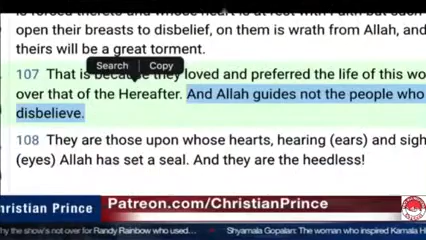 open their breasts to disbelief, on them is wrath from Allah, and
theirs will be a great torment.
Search Copy
107 That is because they loved and preferred the life of this wo
over that of the Hereafter. And Allah guides not the people who
disbelieve.
108 They are those upon whose hearts, hearing (ears) and sigh
(eyes) Allah has set a seal. And they are the heedless!
hristian Prince
Patreon.com/ChristianPrince
hy the show's not over for Randy Rainbow who used...
Shyamala Gopalan: The woman who inspired Kamala H